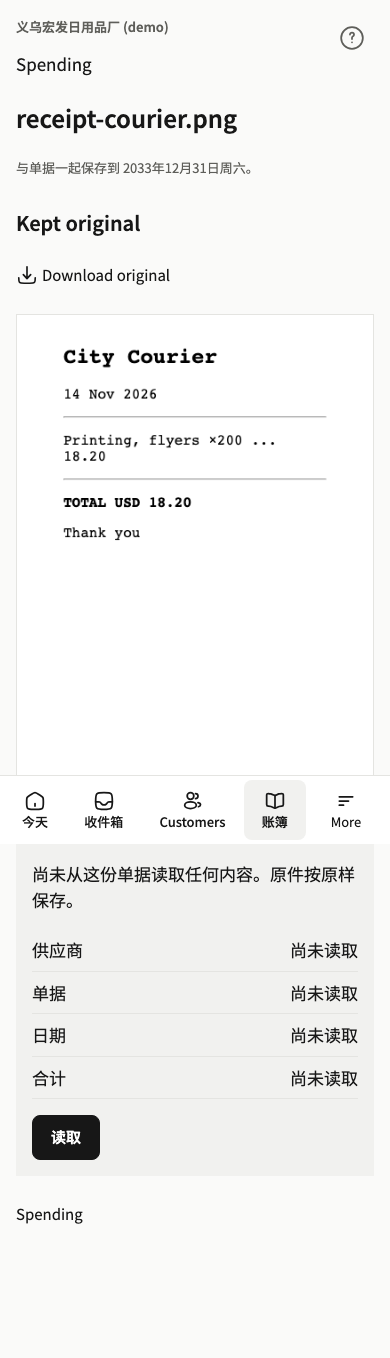 义乌宏发日用品厂 (demo)
Spending
receipt-courier.png
与单据一起保存到 2033年12月31日周六。
Kept original
Download original
City Courier
14 Nov 2026
Printing, flyers ×200 ...
18.20
TOTAL USD 18.20
Thank you
今天
收件箱
Customers
账簿
More
尚未从这份单据读取任何内容。原件按原样
保存。
供应商 尚未读取
单据 尚未读取
日期 尚未读取
合计 尚未读取
读取
Spending